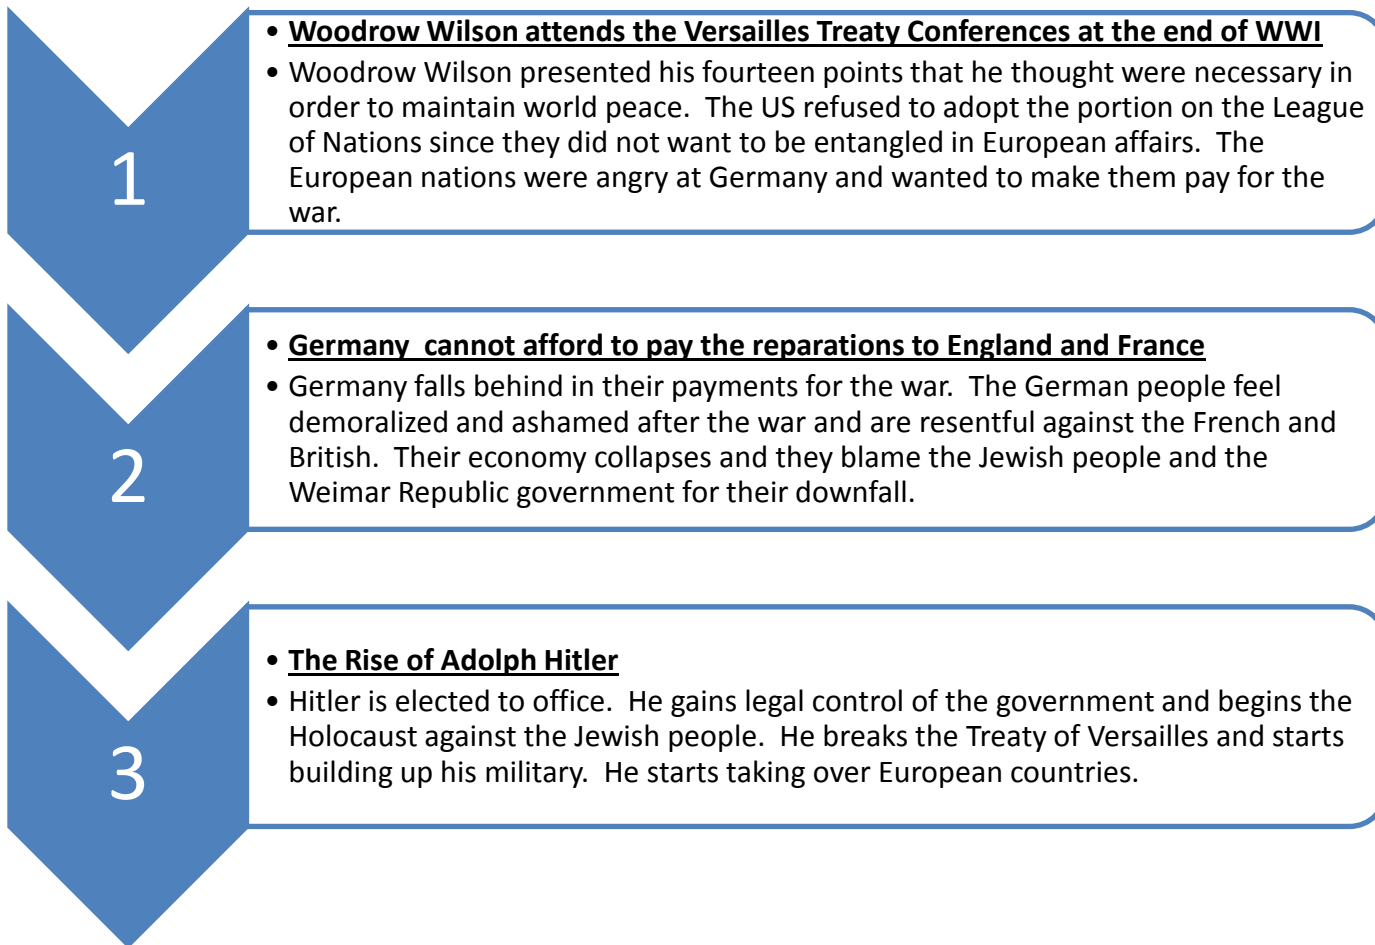 • Woodrow Wilson attends the Versailles Treaty Conferences at the end of WWI
• Woodrow Wilson presented his fourteen points that he thought were necessary in
order to maintain world peace.  The US refused to adopt the portion on the League
of Nations since they did not want to be entangled in European affairs.  The
European nations were angry at Germany and wanted to make them pay for the
war.
1
• Germany  cannot afford to pay the reparations to England and France
• Germany falls behind in their payments for the war.  The German people feel
demoralized and ashamed after the war and are resentful against the French and
British.  Their economy collapses and they blame the Jewish people and the
Weimar Republic government for their downfall.
2
• The Rise of Adolph Hitler
• Hitler is elected to office.  He gains legal control of the government and begins the
Holocaust against the Jewish people.  He breaks the Treaty of Versailles and starts
building up his military.  He starts taking over European countries.
3